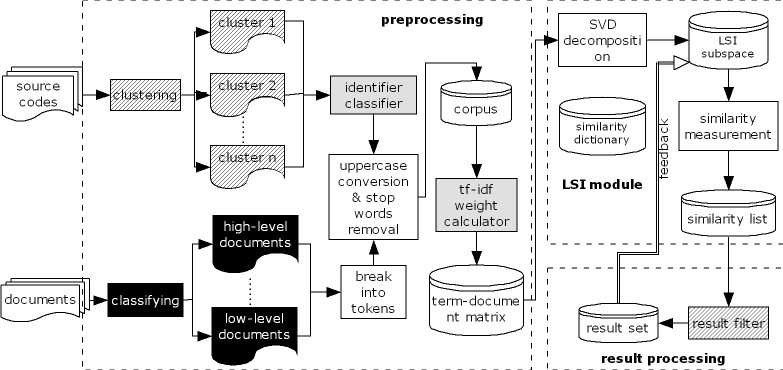 preprocessing
source
codes
clustering
cluster 1
cluster 2
cluster n
identifier
classifier
uppercase
conversion
& stop
words
removal
corpus
tf-idf
weight
calculator
documents
classifying
high-level
documents
low-level
documents
break
into
tokens
term-docume
nt matrix
SVD
decompositi
on
LSI
subspace
similarity
dictionary
similarity
measurement
feedback
LSI module
similarity list
result set
result filter
result processing